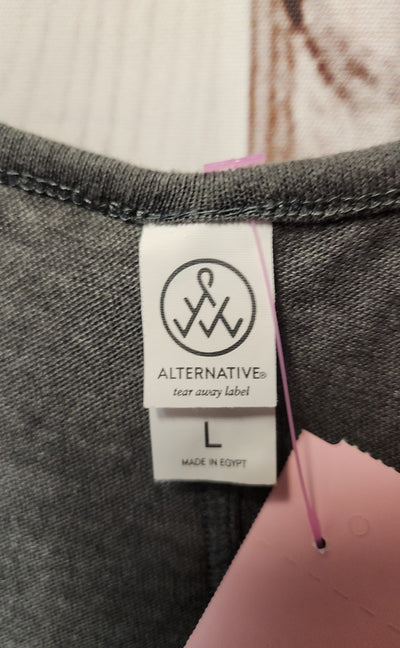 ALTERNATIVE®
tear away label
L
MADE IN EGYPT